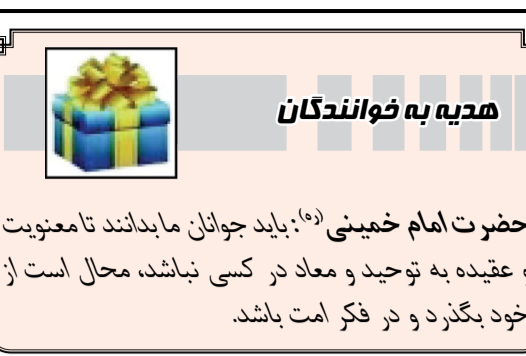 هدیه به خوانندگان
حضرت امام خمینی (ره): باید جوانان ما بدانند تا معنویت
و عقیده به توحید و معاد در کسی نباشد، محال است از
خود بگذرد و در فکر امت باشد.